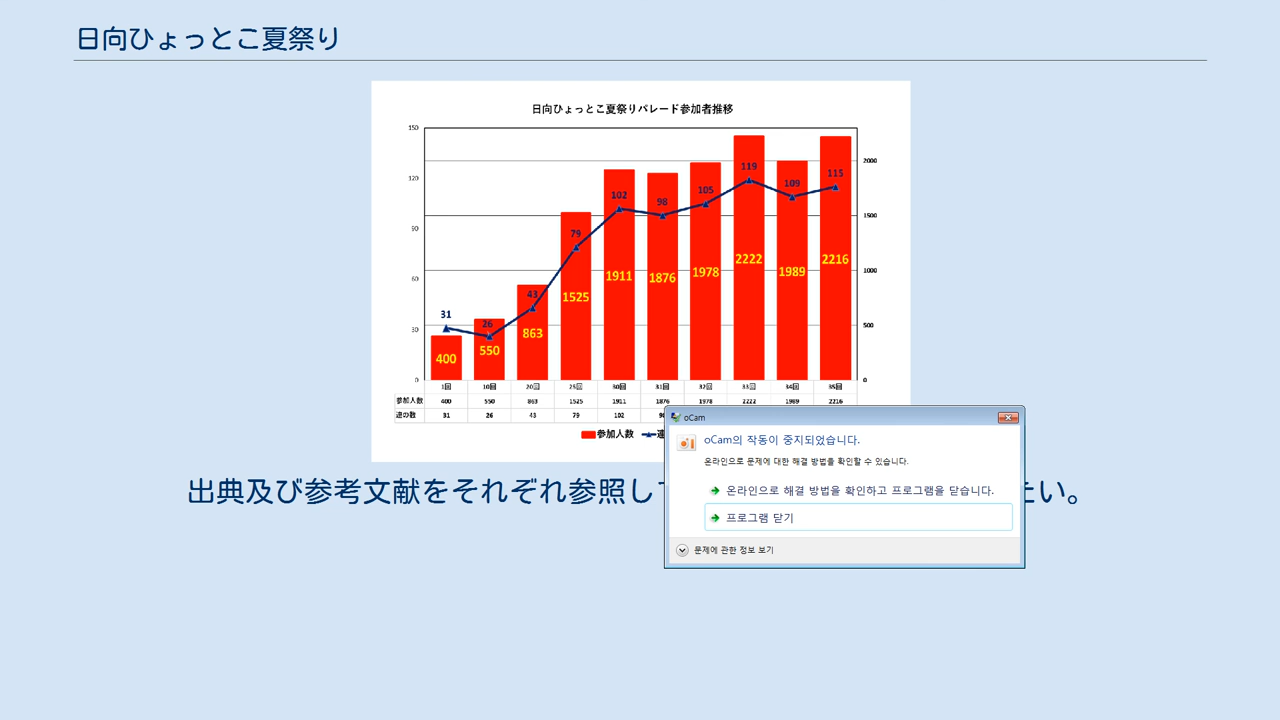 日向ひょっとこ夏祭り
日向ひょっとこ夏祭りパレード参加者推移
150
120
90
60
30
0
2000
1500
1000
500
0
31 26 43 79 102 98 105 119 109 115
400 550 863 1525 1911 1876 1978 2222 1989 2216
1回 10回 20回 25回 30回 31回 32回 33回 34回 35回
参加人数 400 550 863 1525 1911 1876 1978 2222 1989 2216
連の数 31 26 43 79 102
参加人数 連
出典及び参考文献をそれぞれ参照し
たい。
oCam
oCam의 작동이 중지되었습니다.
온라인으로 문제에 대한 해결 방법을 확인할 수 있습니다.
온라인으로 해결 방법을 확인하고 프로그램을 닫습니다.
프로그램 닫기
문제에 관한 정보 보기